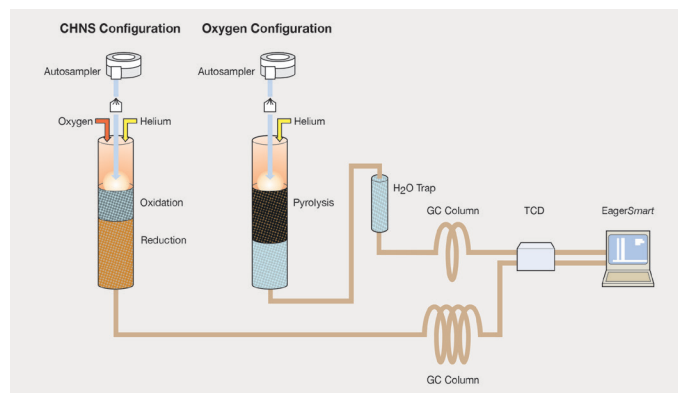 CHNS Configuration
Oxygen Configuration
Autosampler
Autosampler
Oxygen
Helium
Helium
Oxidation
Pyrolysis
H2O Trap
GC Column
TCD
EagerSmart
Reduction
GC Column